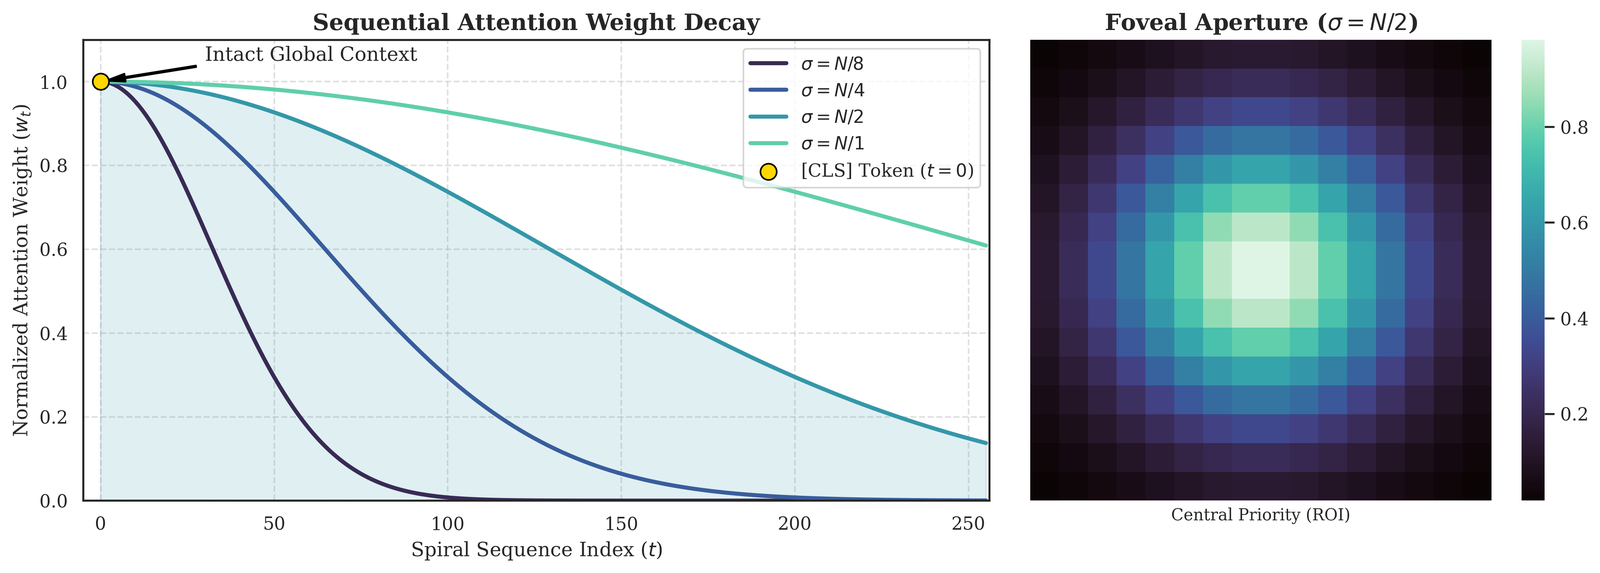 Sequential Attention Weight Decay
Intact Global Context
σ = N/8
σ = N/4
σ = N/2
σ = N/1
[CLS] Token (t = 0)
Normalized Attention Weight (wₜ)
1.0
0.8
0.6
0.4
0.2
0.0
0 50 100 150 200 250
Spiral Sequence Index (t)
Foveal Aperture (σ = N/2)
Central Priority (ROI)
0.8
0.6
0.4
0.2